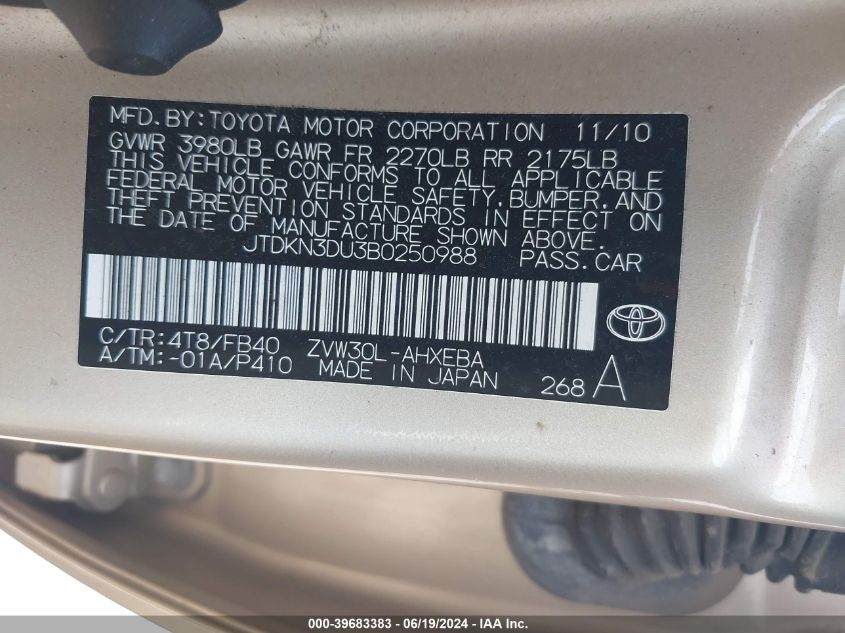 MFD. BY: TOYOTA MOTOR CORPORATION 11/10
GVWR 3980LB GAWR FR 2270LB RR 2175LB
THIS VEHICLE CONFORMS TO ALL APPLICABLE
FEDERAL MOTOR VEHICLE SAFETY, BUMPER, AND
THEFT PREVENTION STANDARDS IN EFFECT ON
THE DATE OF MANUFACTURE SHOWN ABOVE.
JTDKN3DU3B0250988 PASS. CAR
C/TR: 4T8/FB40 ZVW30L-AHXEBA
A/TM: -01A/P410 MADE IN JAPAN 268 A
000-39683383 / 06/19/2024 - IAA Inc.